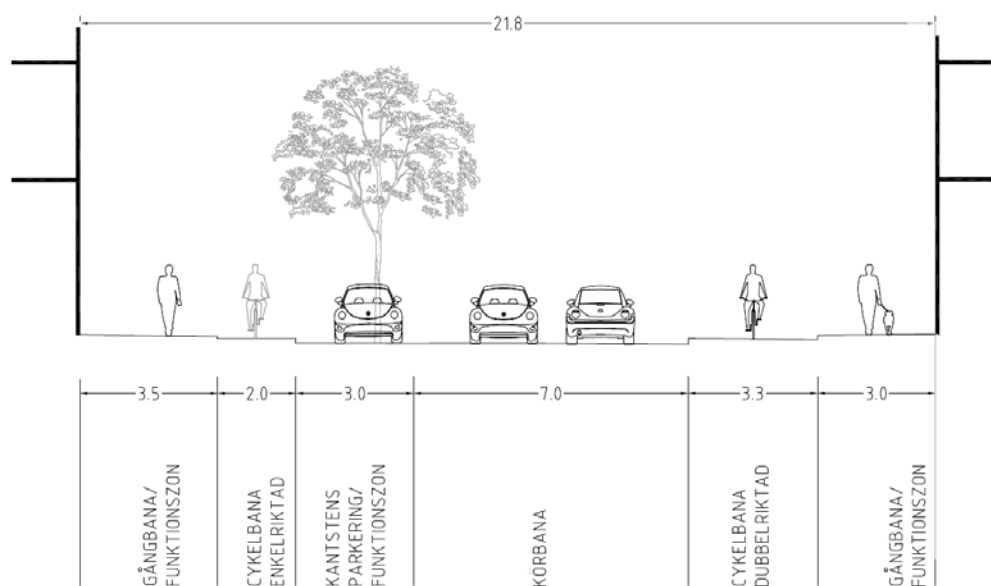 21.8
3.5
2.0
3.0
7.0
3.3
3.0
GÅNGBANA/
FUNKTIONSZON
CYKELBANA
ENKELRIKTAD
KANTSTENS
PARKERING/
FUNKTIONSZON
KÖRBANA
CYKELBANA
DUBBELRIKTAD
GÅNGBANA/
FUNKTIONSZON